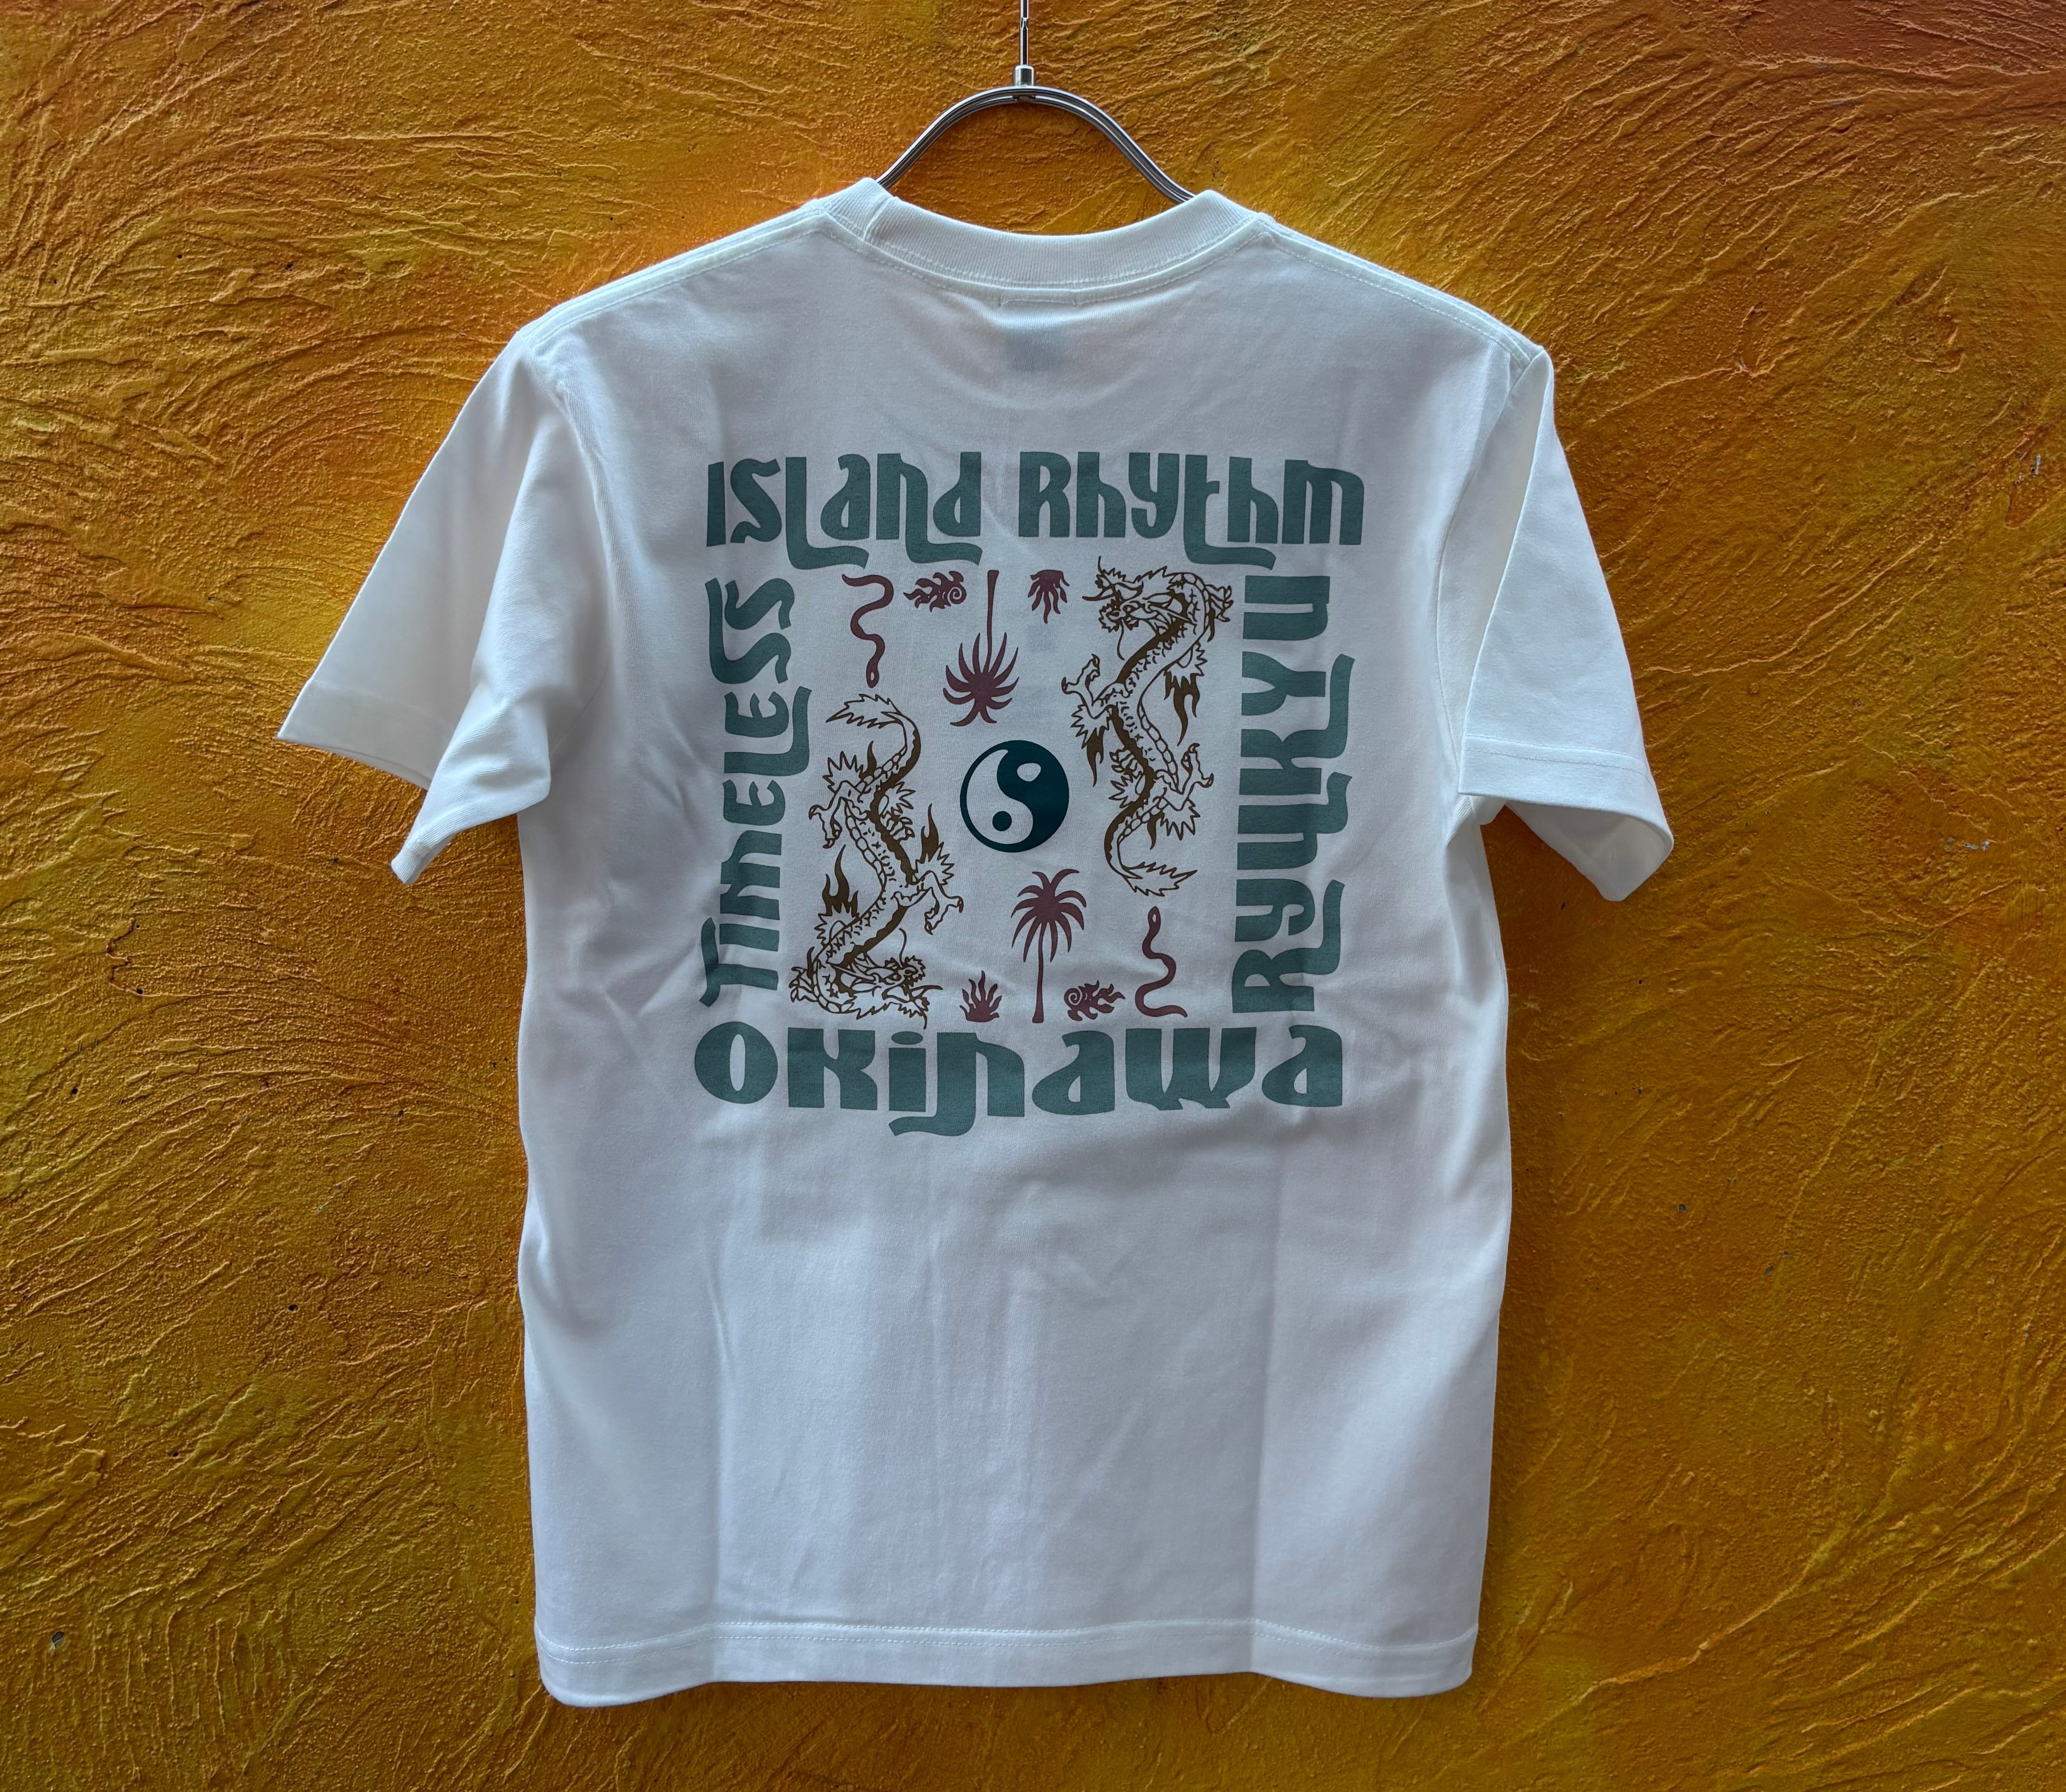 Island Rhythm
Timeless
Ryukyu
Okinawa